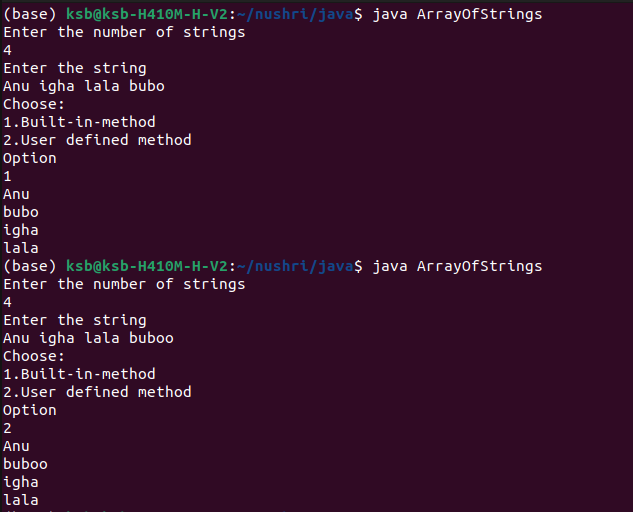 (base) ksb@ksb-H410M-H-V2:~/nushri/java$ java ArrayOfStrings
Enter the number of strings
4
Enter the string
Anu igha lala bubo
Choose:
1.Built-in-method
2.User defined method
Option
1
Anu
bubo
igha
lala
(base) ksb@ksb-H410M-H-V2:~/nushri/java$ java ArrayOfStrings
Enter the number of strings
4
Enter the string
Anu igha lala buboo
Choose:
1.Built-in-method
2.User defined method
Option
2
Anu
buboo
igha
lala